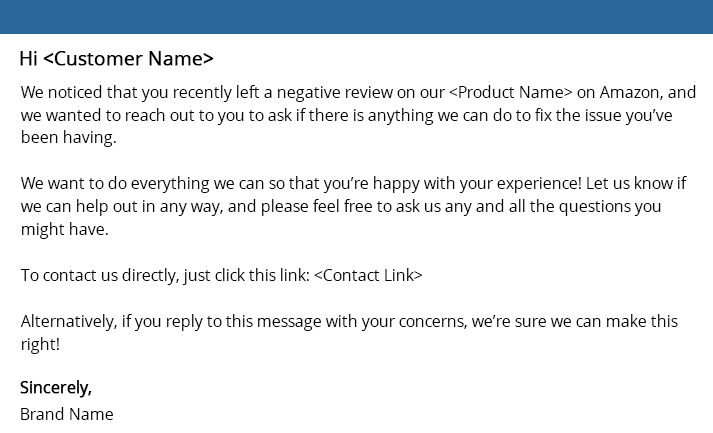 Hi <Customer Name>
We noticed that you recently left a negative review on our <Product Name> on Amazon, and
we wanted to reach out to you to ask if there is anything we can do to fix the issue you’ve
been having.
We want to do everything we can so that you’re happy with your experience! Let us know if
we can help out in any way, and please feel free to ask us any and all the questions you
might have.
To contact us directly, just click this link: <Contact Link>
Alternatively, if you reply to this message with your concerns, we’re sure we can make this
right!
Sincerely,
Brand Name